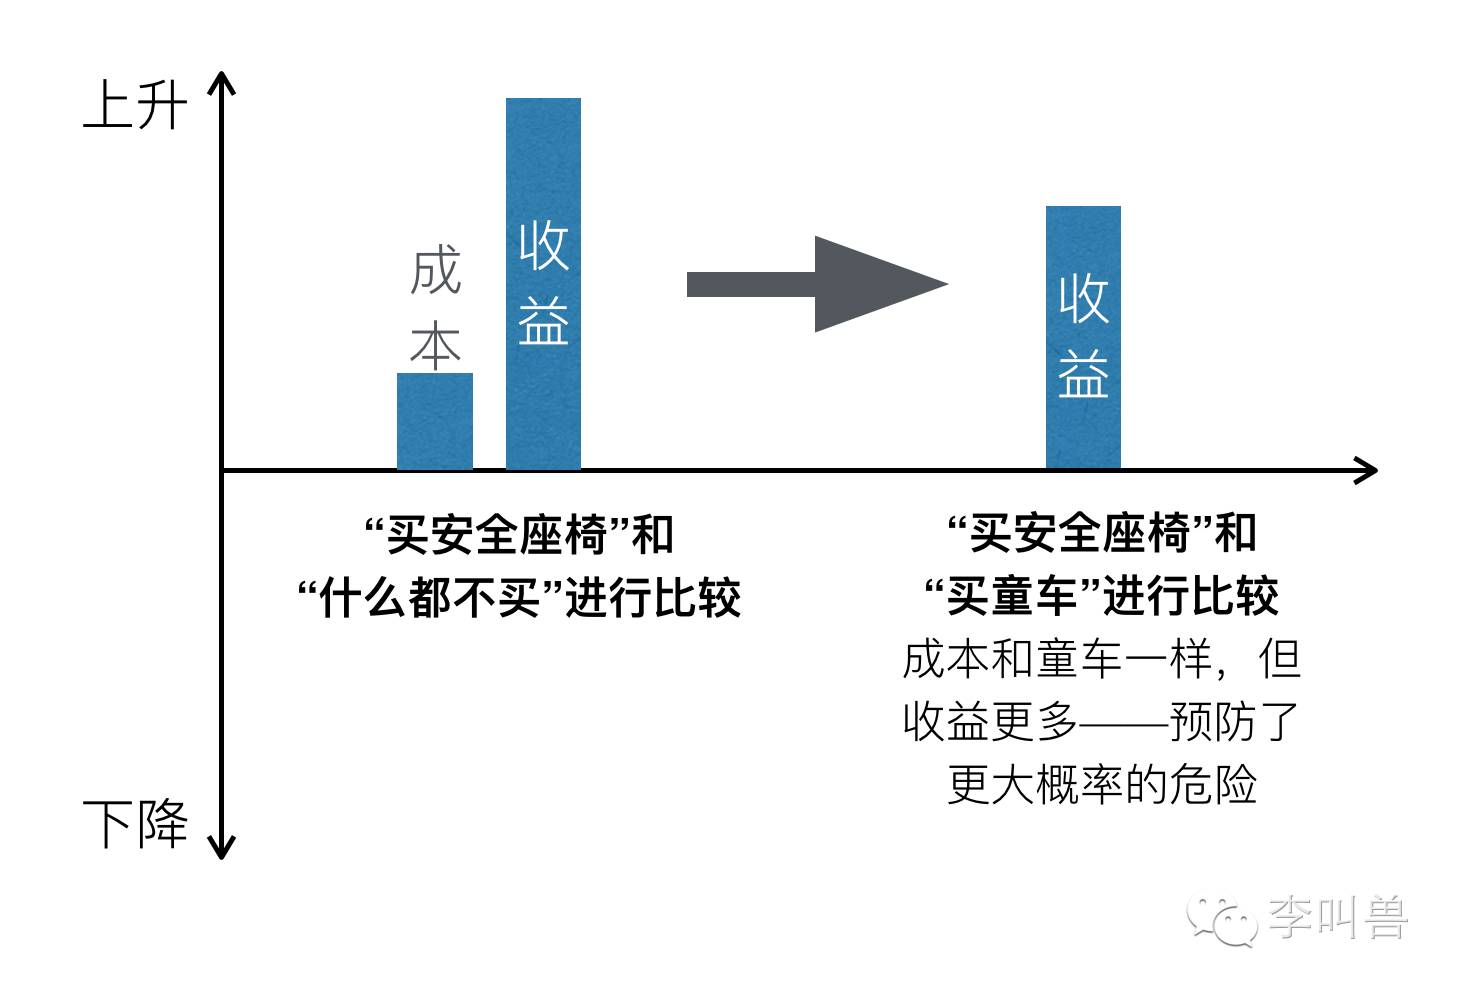 上升
成本
收益
收益
“买安全座椅”和
“什么都不买”进行比较
“买安全座椅”和
“买童车”进行比较
成本和童车一样，但
收益更多——预防了
更大概率的危险
下降
李叫兽